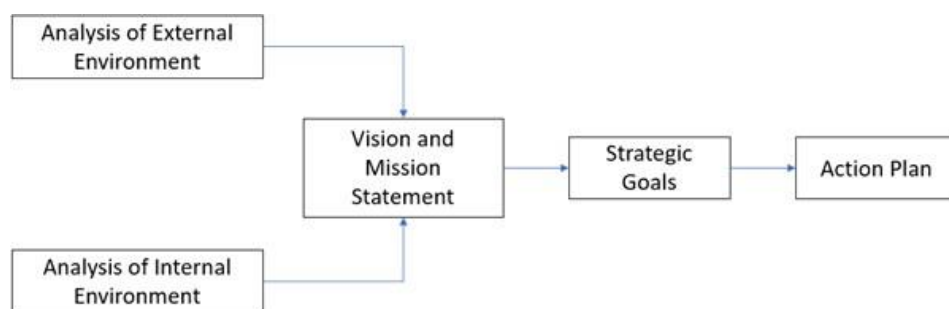 Analysis of External
Environment
Vision and
Mission
Statement
Strategic
Goals
Action Plan
Analysis of Internal
Environment